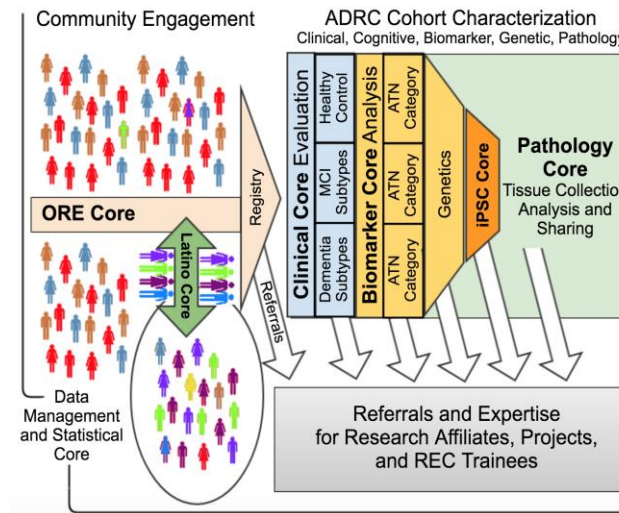 Community Engagement
ADRC Cohort Characterization
Clinical, Cognitive, Biomarker, Genetic, Pathology
ORE Core
Latino Core
Registry
Referrals
Clinical Core Evaluation
Healthy
Control
MCI
Subtypes
Dementia
Subtypes
Biomarker Core Analysis
ATN
Category
ATN
Category
ATN
Category
Genetics
iPSC Core
Pathology
Core
Tissue Collection
Analysis and
Sharing
Data
Management
and Statistical
Core
Referrals and Expertise
for Research Affiliates, Projects,
and REC Trainees